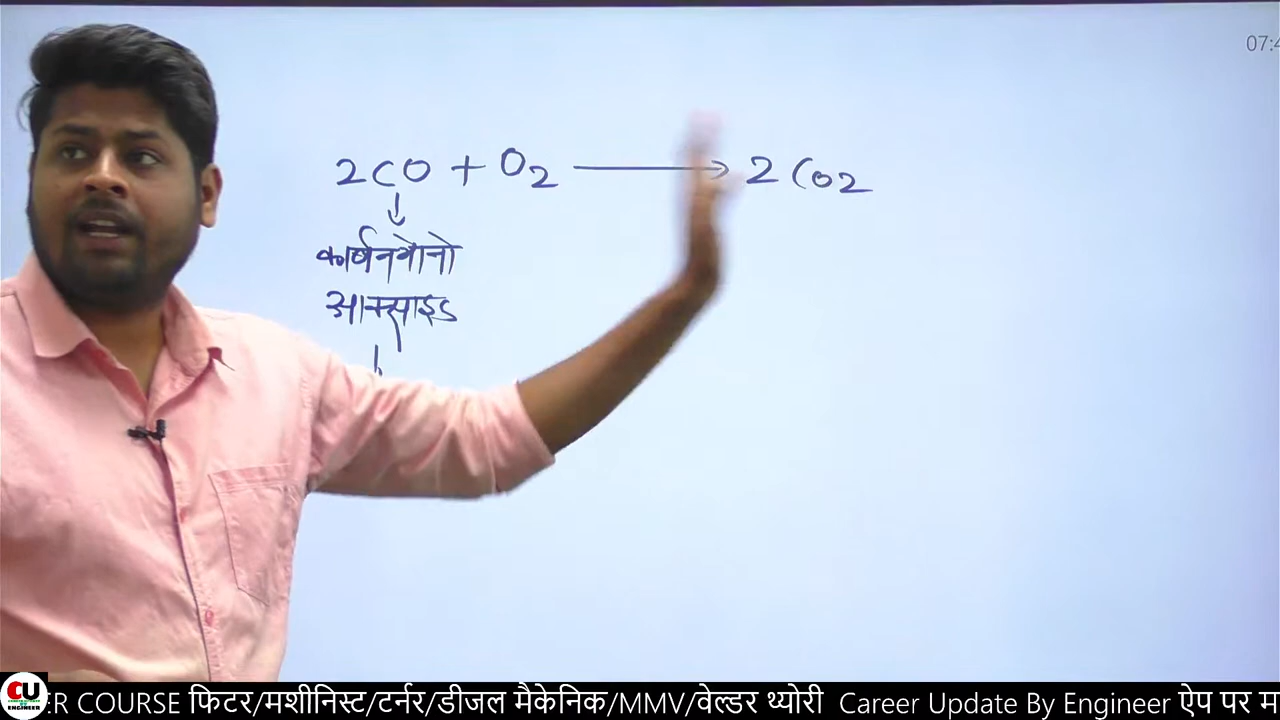 07:4
2CO + O2 ⟶ 2CO2
↓
कार्बनमोनो
आक्साइड
CU
ENGINEER
ER COURSE फिटर/मशीनिस्ट/टर्नर/डीजल मैकेनिक/MMV/वेल्डर थ्योरी Career Update By Engineer ऐप पर म